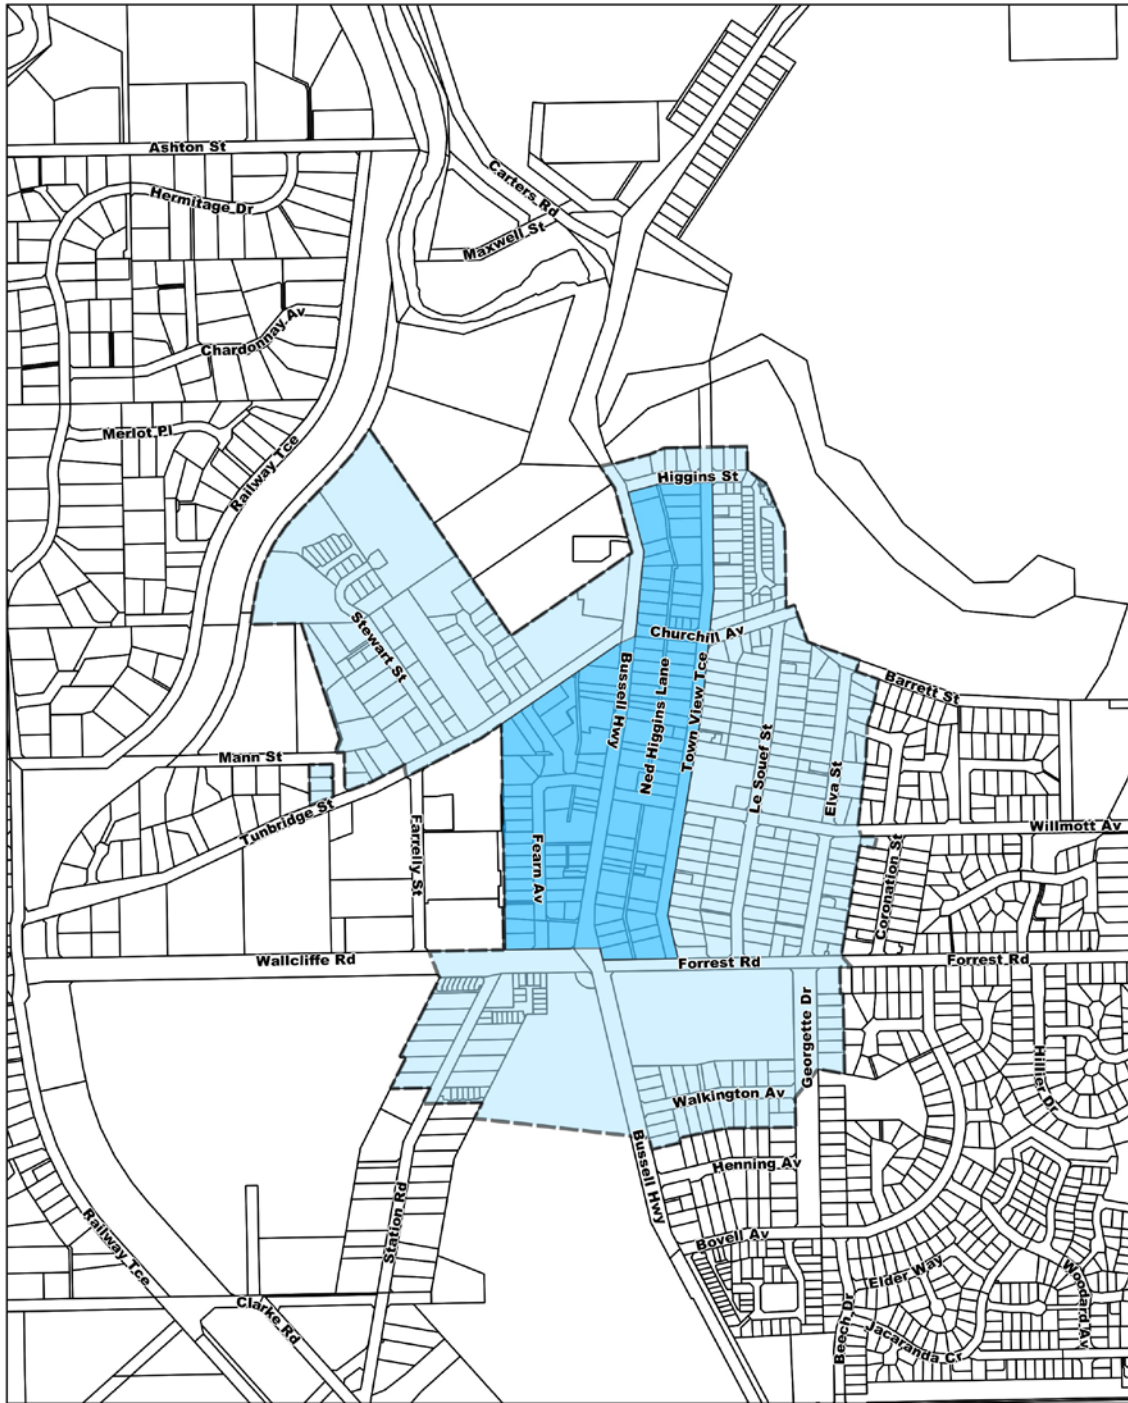 Ashton St
Hermitage Dr
Carters Rd
Maxwell St
Chardonnay Av
Merlot Pl
Railway Tce
Higgins St
Stewart St
Churchill Av
Bussell Hwy
Ned Higgins Lane
Town View Tce
Barrett St
Mann St
Le Souef St
Elva St
Tunbridge St
Farrelly St
Fearn Av
Willmott Av
Coronation St
Wallcliffe Rd
Forrest Rd
Forrest Rd
Georgette Dr
Hillier Dr
Walkington Av
Bussell Hwy
Henning Av
Station Rd
Railway Tce
Bovell Av
Elder Way
Woodard Av
Clarke Rd
Beech Dr
Jacaranda Cr